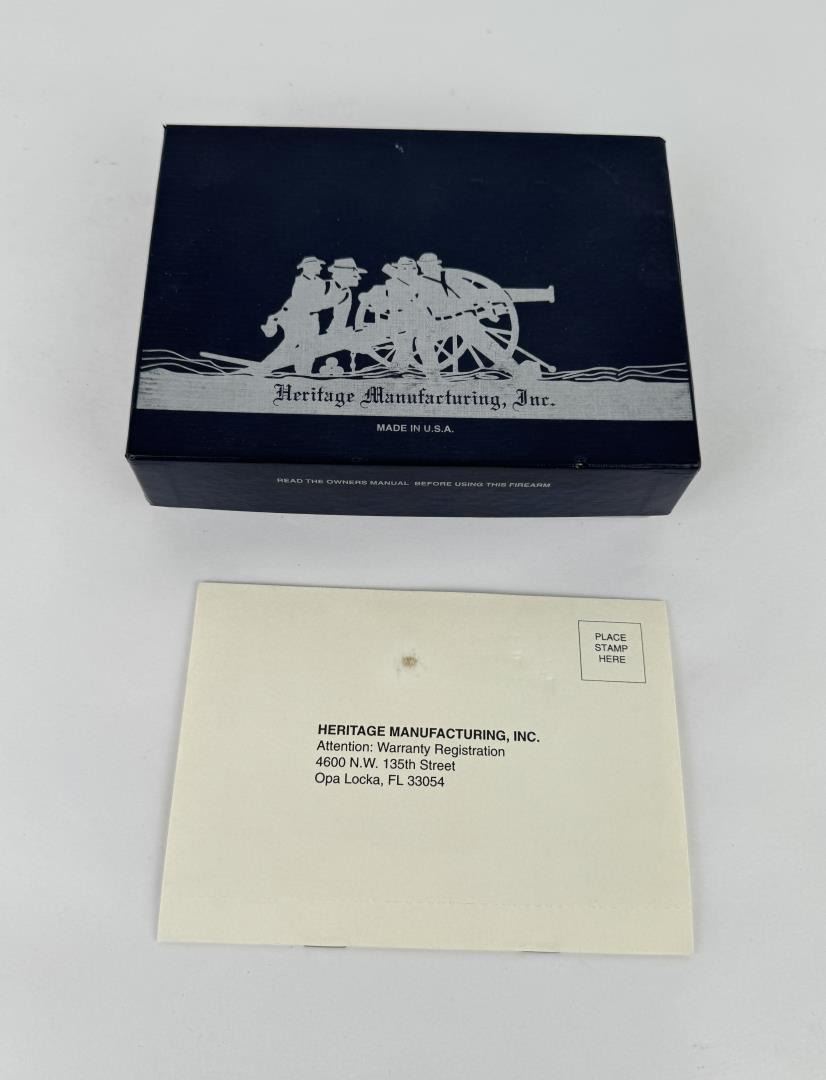 Heritage Manufacturing, Inc.
MADE IN U.S.A.
READ THE OWNERS MANUAL BEFORE USING THIS FIREARM
PLACE
STAMP
HERE
HERITAGE MANUFACTURING, INC.
Attention: Warranty Registration
4600 N.W. 135th Street
Opa Locka, FL 33054